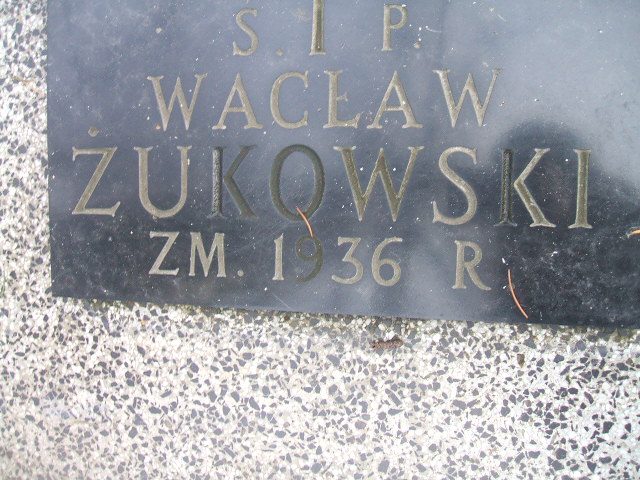 Ś. † P
WACŁAW
ŻUKOWSKI
ZM. 1936 R